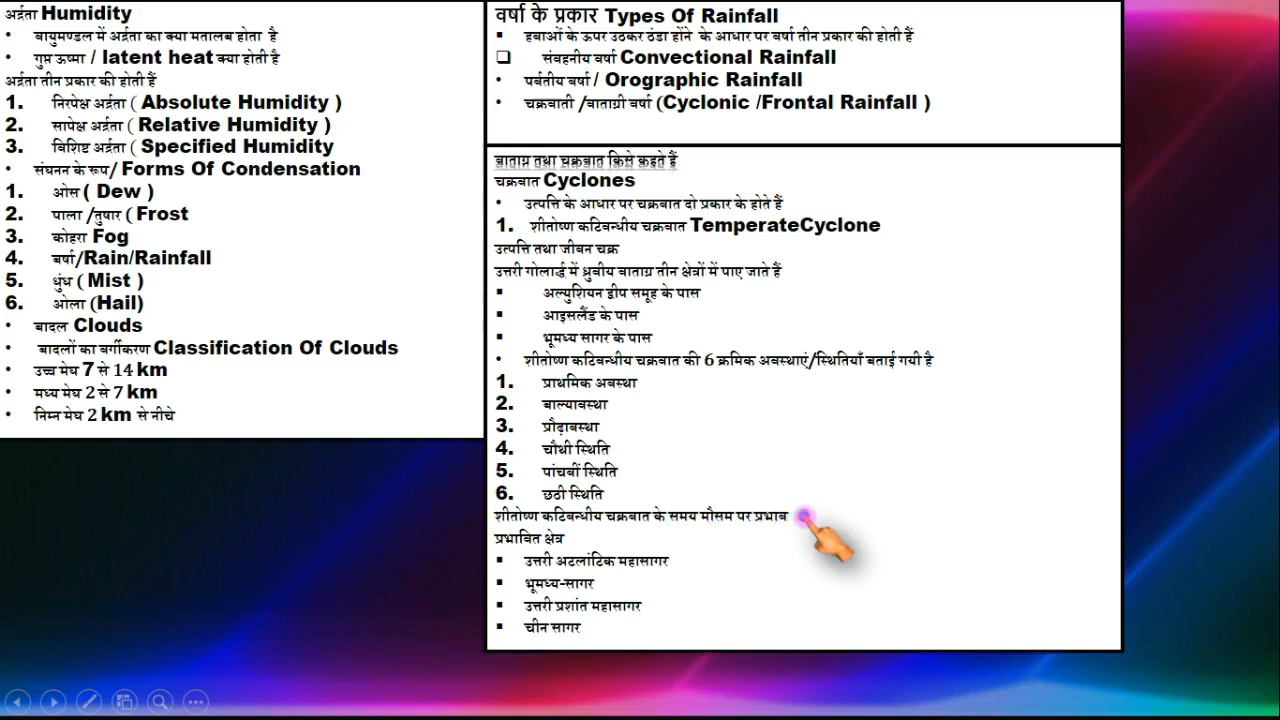 अर्द्रता Humidity
• वायुमण्डल में अर्द्रता का क्या मतालब होता है
• गुप्त ऊष्मा / latent heat क्या होती है
अर्द्रता तीन प्रकार की होती हैं
1. निरपेक्ष अर्द्रता ( Absolute Humidity )
2. सापेक्ष अर्द्रता ( Relative Humidity )
3. विशिष्ट अर्द्रता ( Specified Humidity
• संघनन के रूप/ Forms Of Condensation
1. ओस ( Dew )
2. पाला /तुषार ( Frost
3. कोहरा Fog
4. वर्षा/Rain/Rainfall
5. धुंध ( Mist )
6. ओला (Hail)
• बादल Clouds
• बादलों का वर्गीकरण Classification Of Clouds
• उच्च मेघ 7 से 14 km
• मध्य मेघ 2 से 7 km
• निम्न मेघ 2 km से नीचे
वर्षा के प्रकार Types Of Rainfall
▪ हवाओं के ऊपर उठकर ठंडा होंने के आधार पर वर्षा तीन प्रकार की होती हैं
❑ संवहनीय वर्षा Convectional Rainfall
• पर्वतीय वर्षा / Orographic Rainfall
• चक्रवाती /वाताग्री वर्षा (Cyclonic /Frontal Rainfall )
वाताग्र तथा चक्रवात किसे कहते हैं
चक्रवात Cyclones
• उत्पत्ति के आधार पर चक्रवात दो प्रकार के होते हैं
1. शीतोष्ण कटिबन्धीय चक्रवात TemperateCyclone
उत्पत्ति तथा जीवन चक्र
उत्तरी गोलार्द्ध में ध्रुवीय वाताग्र तीन क्षेत्रों में पाए जाते हैं
▪ अल्युशियन द्वीप समूह के पास
▪ आइसलैंड के पास
▪ भूमध्य सागर के पास
• शीतोष्ण कटिबन्धीय चक्रवात की 6 क्रमिक अवस्थाएं/स्थितियाँ बताई गयी है
1. प्राथमिक अवस्था
2. बाल्यावस्था
3. प्रौढ़ावस्था
4. चौथी स्थिति
5. पांचवीं स्थिति
6. छठी स्थिति
शीतोष्ण कटिबन्धीय चक्रवात के समय मौसम पर प्रभाव
प्रभावित क्षेत्र
▪ उत्तरी अटलांटिक महासागर
▪ भूमध्य-सागर
▪ उत्तरी प्रशांत महासागर
▪ चीन सागर